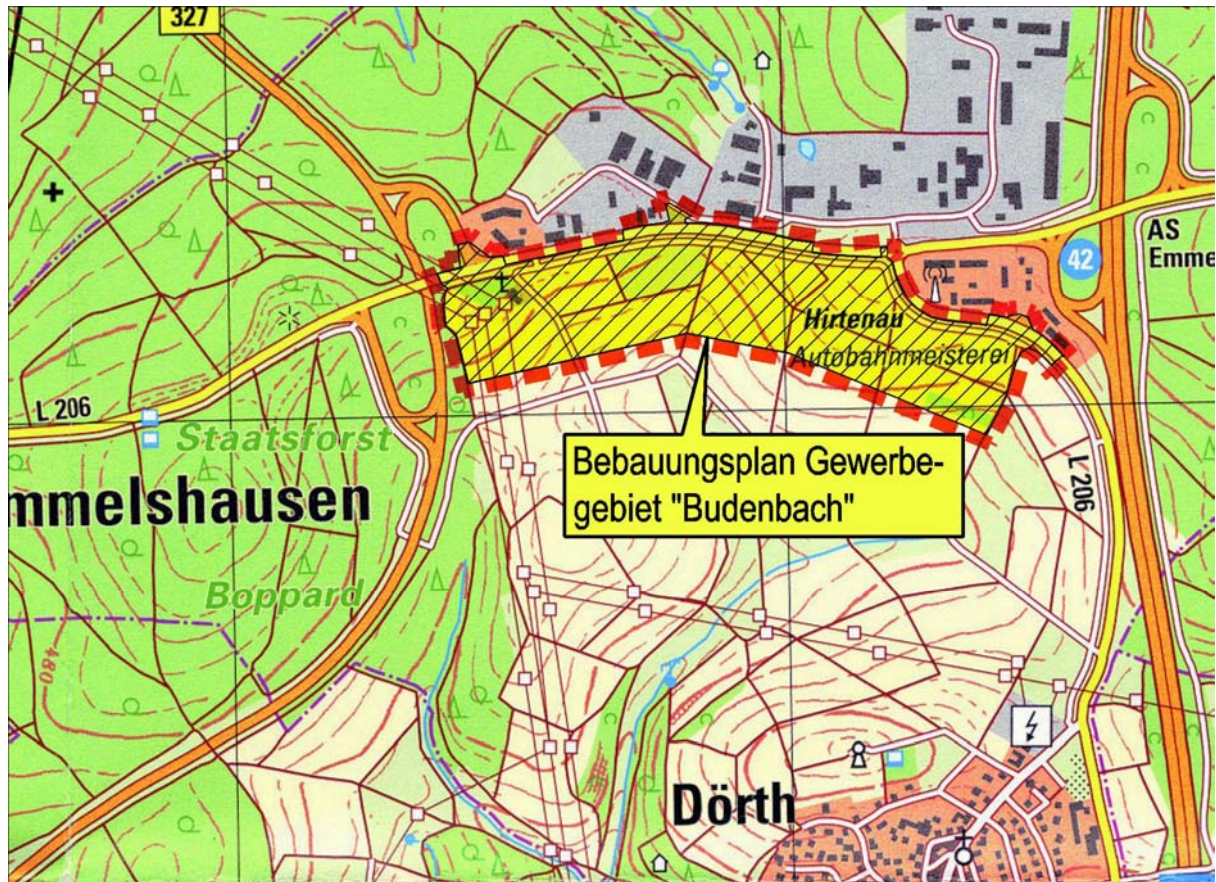 327
AS
Emme
42
Hirtenau
Autobahnmeisterei
L 206
Staatsforst
mmelshausen
Boppard
Bebauungsplan Gewerbe-
gebiet "Budenbach"
L 206
480
Dörth